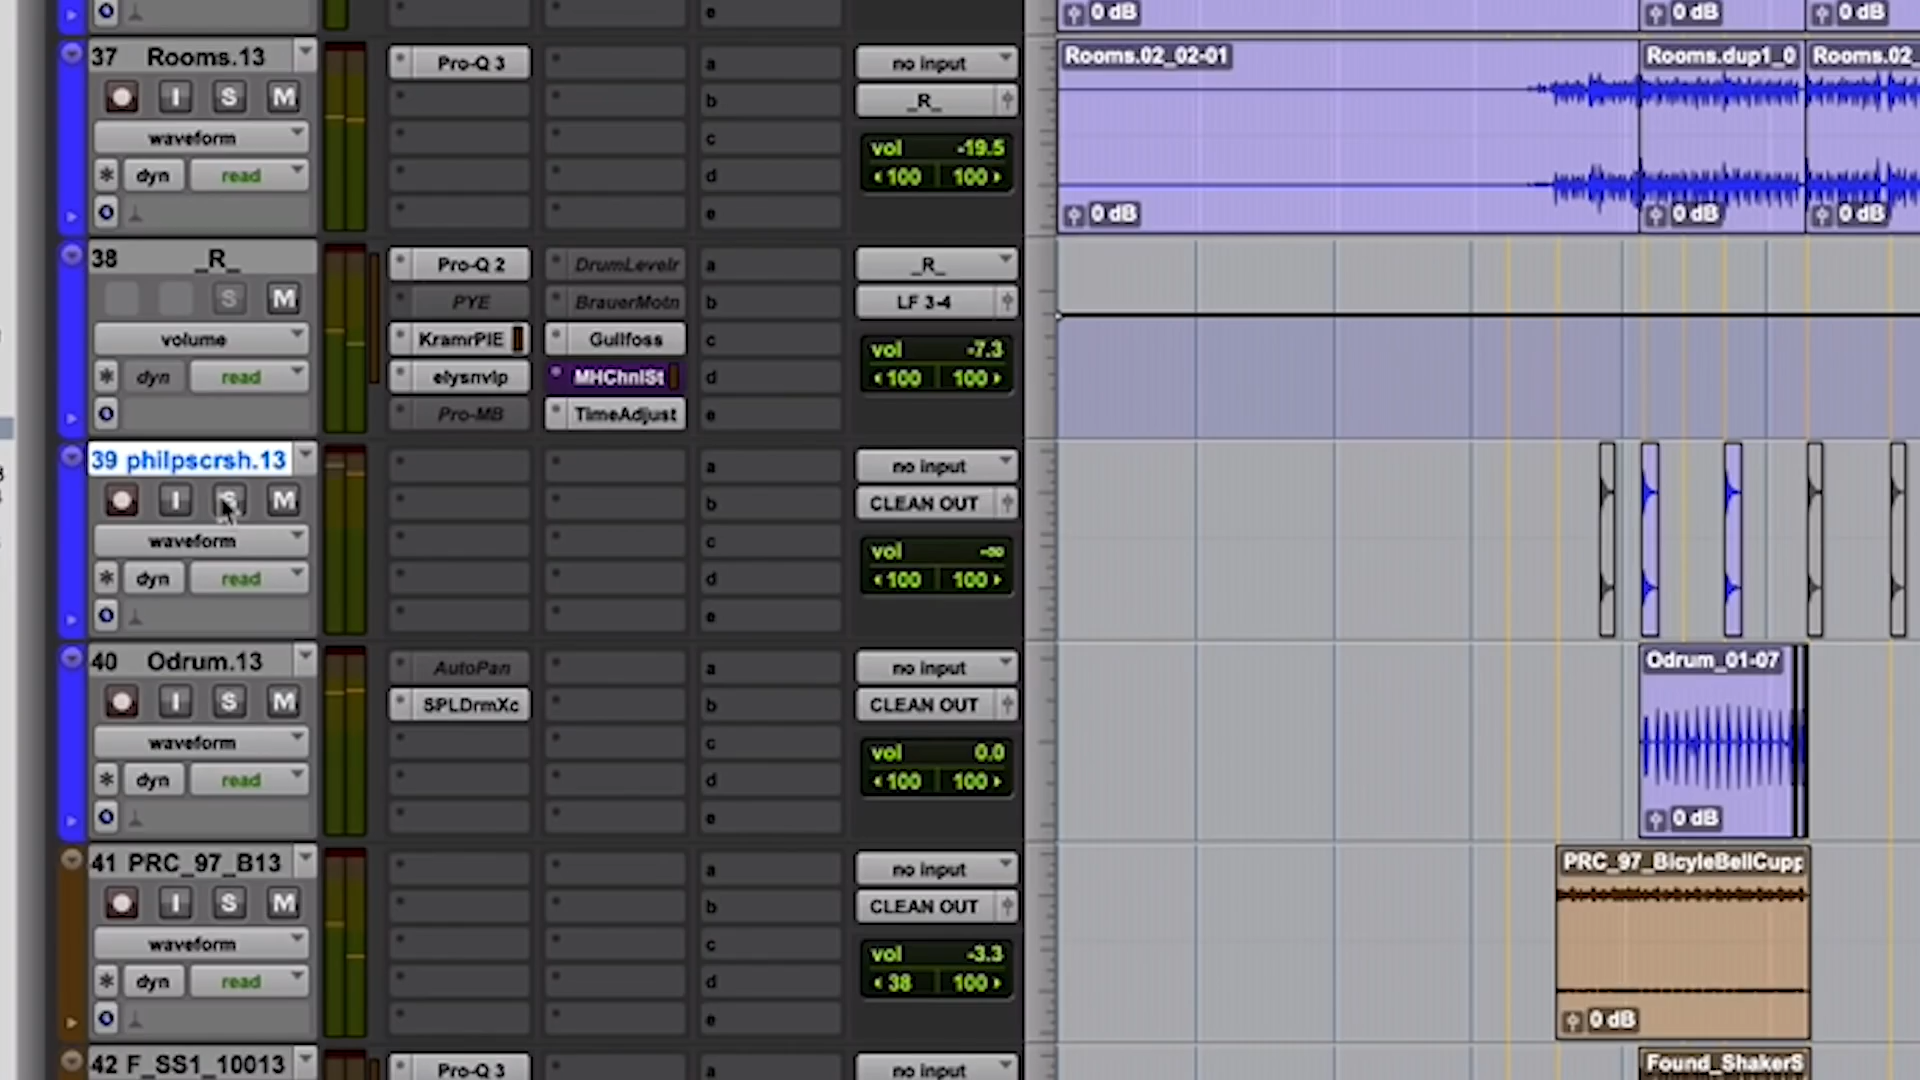 e
0 dB
0 dB
0 dB
37 Rooms.13
I S M
waveform
dyn read
Pro-Q 3
a
b
c
d
e
no input
_R_
vol -19.5
100 100
Rooms.02_02-01
Rooms.dup1_0
Rooms.02_
0 dB
0 dB
0 dB
38 _R_
S M
volume
dyn read
Pro-Q 2
PYE
KramrPIE
elysnvlp
Pro-MB
DrumLevelr
BrauerMotn
Gullfoss
MHChnlSt
TimeAdjust
a
b
c
d
e
_R_
LF 3-4
vol -7.3
100 100
39 philpscrsh.13
I S M
waveform
dyn read
a
b
c
d
e
no input
CLEAN OUT
vol -∞
100 100
40 Odrum.13
I S M
waveform
dyn read
AutoPan
SPLDrmXc
a
b
c
d
e
no input
CLEAN OUT
vol 0.0
100 100
Odrum_01-07
0 dB
41 PRC_97_B13
I S M
waveform
dyn read
a
b
c
d
e
no input
CLEAN OUT
vol -3.3
38 100
PRC_97_BicyleBellCupp
0 dB
42 F_SS1_10013
Pro-Q 3
a
no input
Found_ShakerS